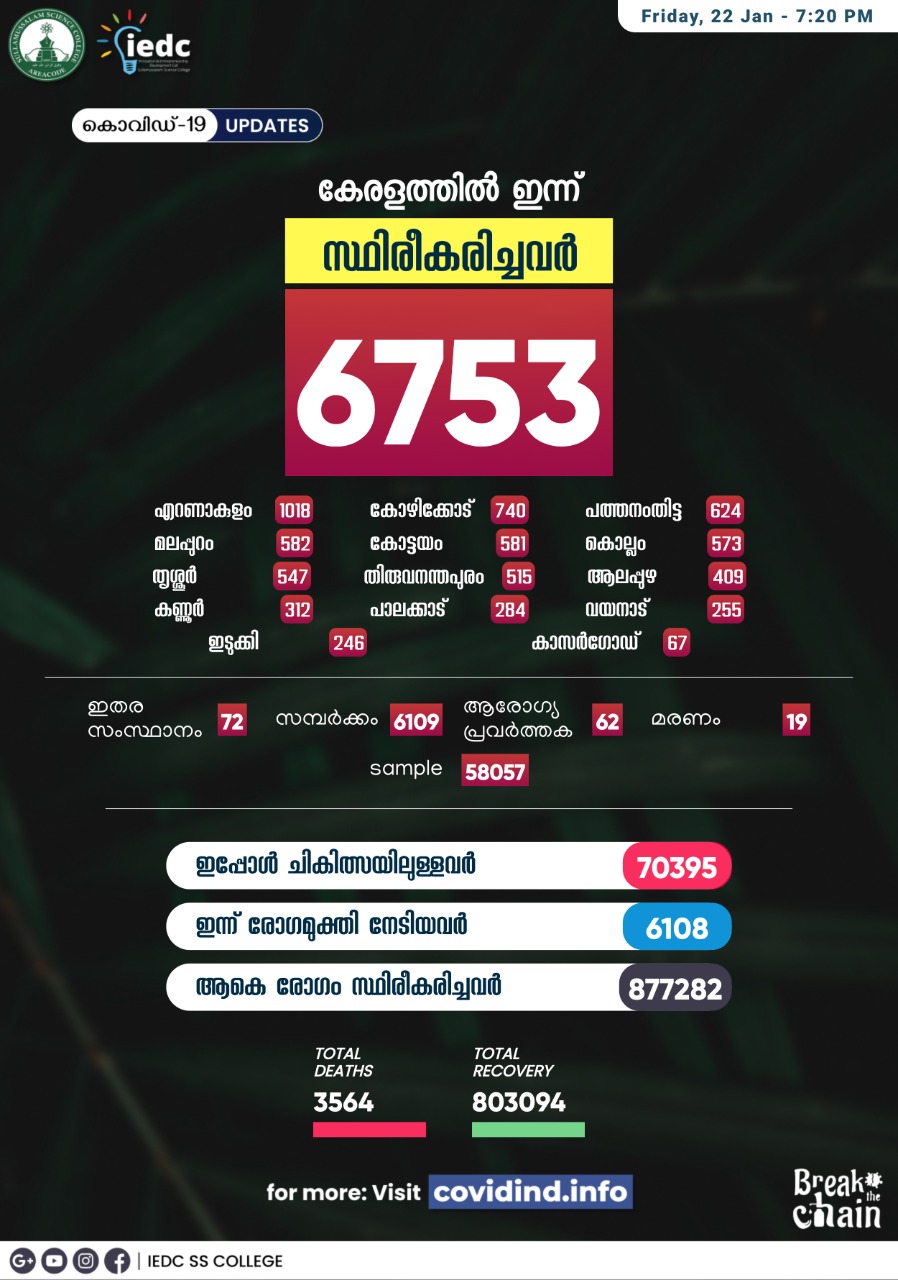 Friday, 22 Jan - 7:20 PM
SULLAMUSSALAM SCIENCE COLLEGE
AREACODE
iedc
കൊവിഡ്-19 UPDATES
കേരളത്തിൽ ഇന്ന്
സ്ഥിരീകരിച്ചവർ
6753
എറണാകുളം 1018 കോഴിക്കോട് 740 പത്തനംതിട്ട 624
മലപ്പുറം 582 കോട്ടയം 581 കൊല്ലം 573
തൃശ്ശൂർ 547 തിരുവനന്തപുരം 515 ആലപ്പുഴ 409
കണ്ണൂർ 312 പാലക്കാട് 284 വയനാട് 255
ഇടുക്കി 246 കാസർഗോഡ് 67
ഇതര
സംസ്ഥാനം 72 സമ്പർക്കം 6109 ആരോഗ്യ
പ്രവർത്തക 62 മരണം 19
sample 58057
ഇപ്പോൾ ചികിത്സയിലുള്ളവർ 70395
ഇന്ന് രോഗമുക്തി നേടിയവർ 6108
ആകെ രോഗം സ്ഥിരീകരിച്ചവർ 877282
TOTAL
DEATHS
3564
TOTAL
RECOVERY
803094
for more: Visit covidind.info
Break
the
chain
G+ f | IEDC SS COLLEGE